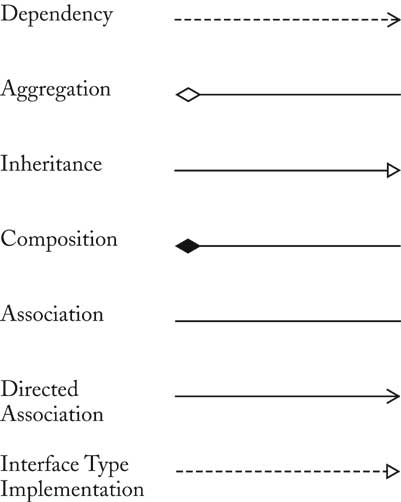 Dependency
Aggregation
Inheritance
Composition
Association
Directed
Association
Interface Type
Implementation